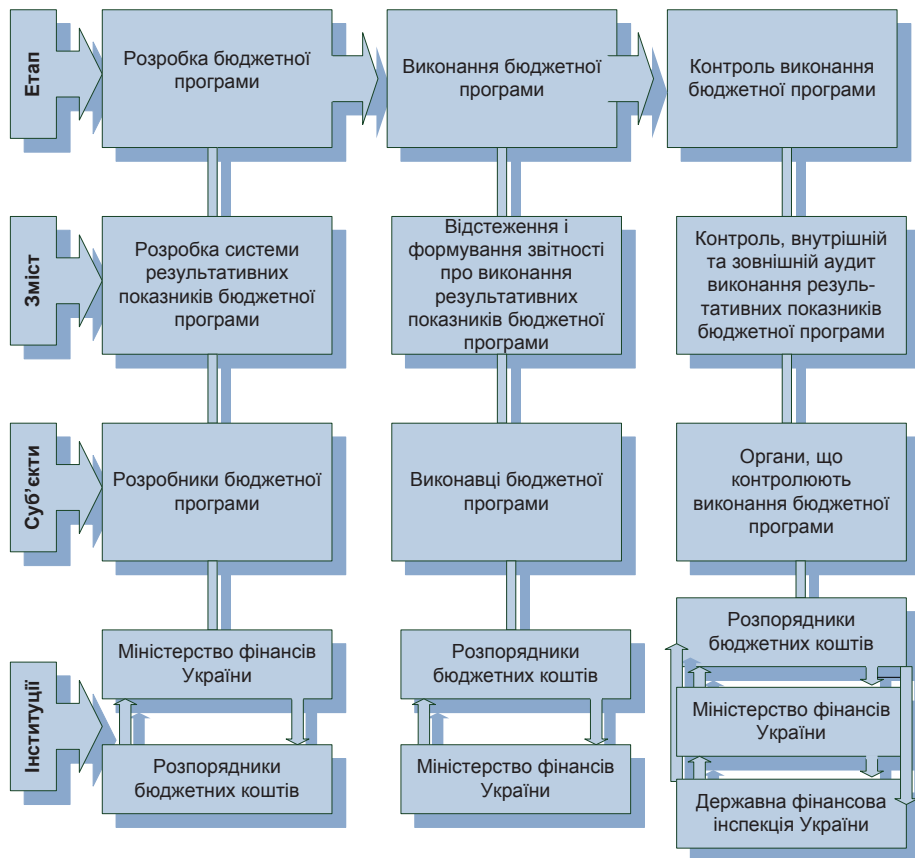 Етап
Розробка бюджетної
програми
Виконання бюджетної
програми
Контроль виконання
бюджетної програми
Зміст
Розробка системи
результативних
показників бюджетної
програми
Відстеження і
формування звітності
про виконання
результативних
показників бюджетної
програми
Контроль, внутрішній
та зовнішній аудит
виконання резуль-
тативних показників
бюджетної програми
Суб’єкти
Розробники бюджетної
програми
Виконавці бюджетної
програми
Органи, що
контролюють
виконання бюджетної
програми
Інституції
Міністерство фінансів
України
Розпорядники
бюджетних коштів
Розпорядники
бюджетних коштів
Міністерство фінансів
України
Розпорядники
бюджетних коштів
Міністерство фінансів
України
Державна фінансова
інспекція України